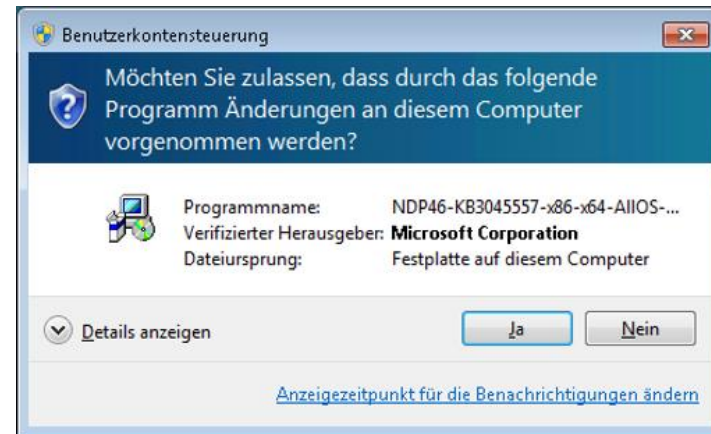 Benutzerkontensteuerung
Möchten Sie zulassen, dass durch das folgende
Programm Änderungen an diesem Computer
vorgenommen werden?
Programmname: NDP46-KB3045557-x86-x64-AllOS-...
Verifizierter Herausgeber: Microsoft Corporation
Dateiursprung: Festplatte auf diesem Computer
Details anzeigen
Ja Nein
Anzeigezeitpunkt für die Benachrichtigungen ändern